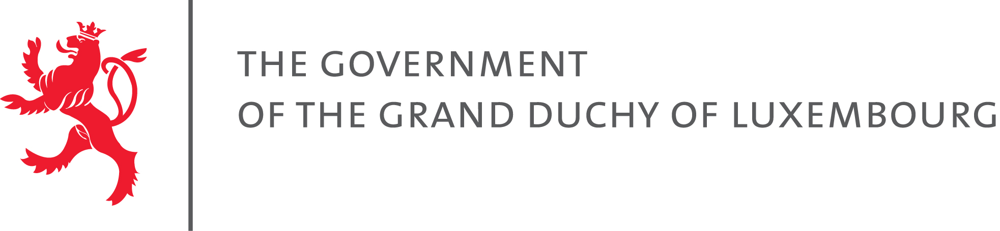 THE GOVERNMENT
OF THE GRAND DUCHY OF LUXEMBOURG